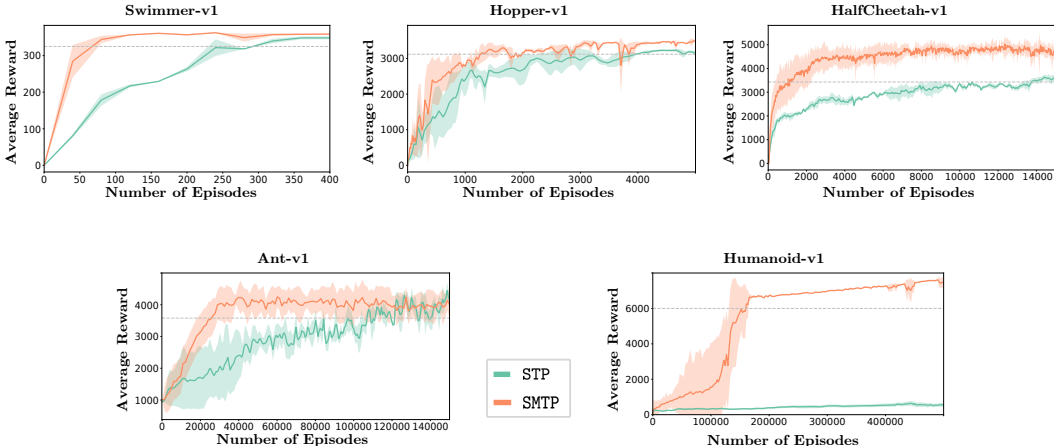 Swimmer-v1
Average Reward
300
200
100
0
0 50 100 150 200 250 300 350 400
Number of Episodes
Hopper-v1
Average Reward
3000
2000
1000
0
0 1000 2000 3000 4000
Number of Episodes
HalfCheetah-v1
Average Reward
5000
4000
3000
2000
1000
0
0 2000 4000 6000 8000 10000 12000 14000
Number of Episodes
Ant-v1
Average Reward
4000
3000
2000
1000
0 20000 40000 60000 80000 100000 120000 140000
Number of Episodes
STP
SMTP
Humanoid-v1
Average Reward
6000
4000
2000
0
0 100000 200000 300000 400000
Number of Episodes